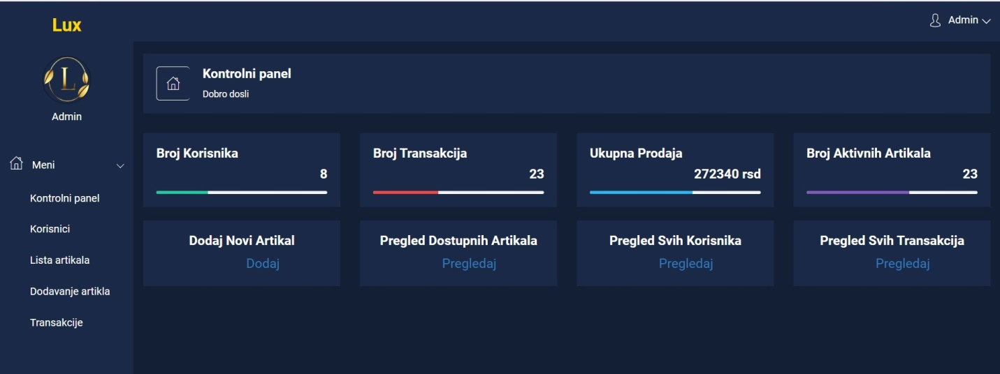 Lux
Admin
L
Admin
Meni
Kontrolni panel
Korisnici
Lista artikala
Dodavanje artikla
Transakcije
Kontrolni panel
Dobro dosli
Broj Korisnika
8
Broj Transakcija
23
Ukupna Prodaja
272340 rsd
Broj Aktivnih Artikala
23
Dodaj Novi Artikal
Dodaj
Pregled Dostupnih Artikala
Pregledaj
Pregled Svih Korisnika
Pregledaj
Pregled Svih Transakcija
Pregledaj